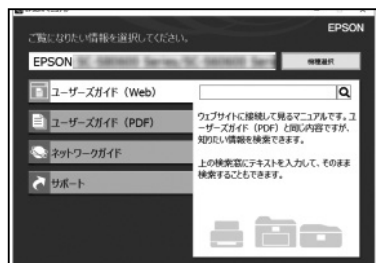 EPSON
ご覧になりたい情報を選択してください。
EPSON
機種選択
ユーザーズガイド（Web）
ユーザーズガイド（PDF）
ネットワークガイド
サポート
ウェブサイトに接続して見るマニュアルです。ユ
ーザーズガイド（PDF）と同じ内容ですが、
知りたい情報を検索できます。
上の検索窓にテキストを入力して、そのまま
検索することもできます。